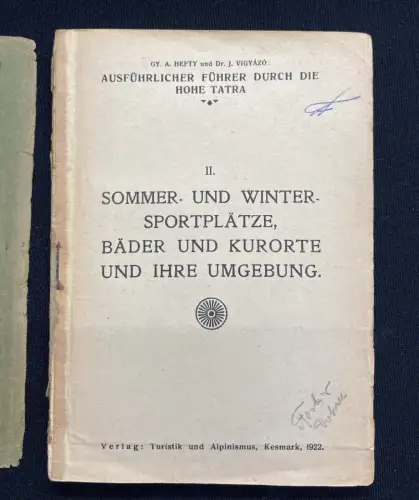 GY. A. HEFTY und Dr. J. VIGYÁZÓ:
AUSFÜHRLICHER FÜHRER DURCH DIE
HOHE TATRA
II.
SOMMER- UND WINTER-
SPORTPLÄTZE,
BÄDER UND KURORTE
UND IHRE UMGEBUNG.
Verlag: Turistik und Alpinismus, Kesmark, 1922.